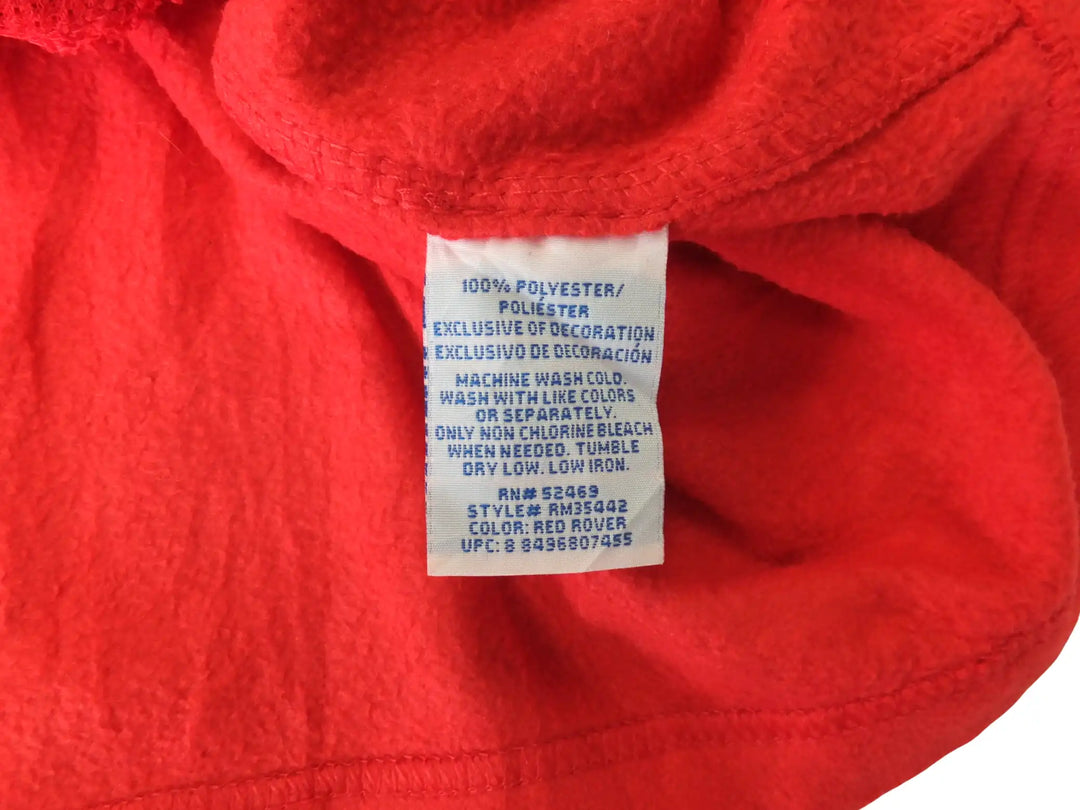 100% POLYESTER/
POLIÉSTER
EXCLUSIVE OF DECORATION
EXCLUSIVO DE DECORACIÓN
MACHINE WASH COLD.
WASH WITH LIKE COLORS
OR SEPARATELY.
ONLY NON CHLORINE BLEACH
WHEN NEEDED. TUMBLE
DRY LOW. LOW IRON.
RN# 52469
STYLE# RM35442
COLOR: RED ROVER
UPC: 8 8496807455